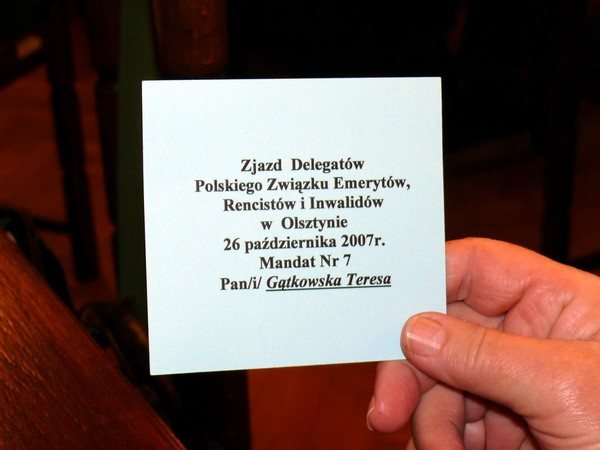 Zjazd Delegatów
Polskiego Związku Emerytów,
Rencistów i Inwalidów
w Olsztynie
26 października 2007r.
Mandat Nr 7
Pan/i/ Gątkowska Teresa